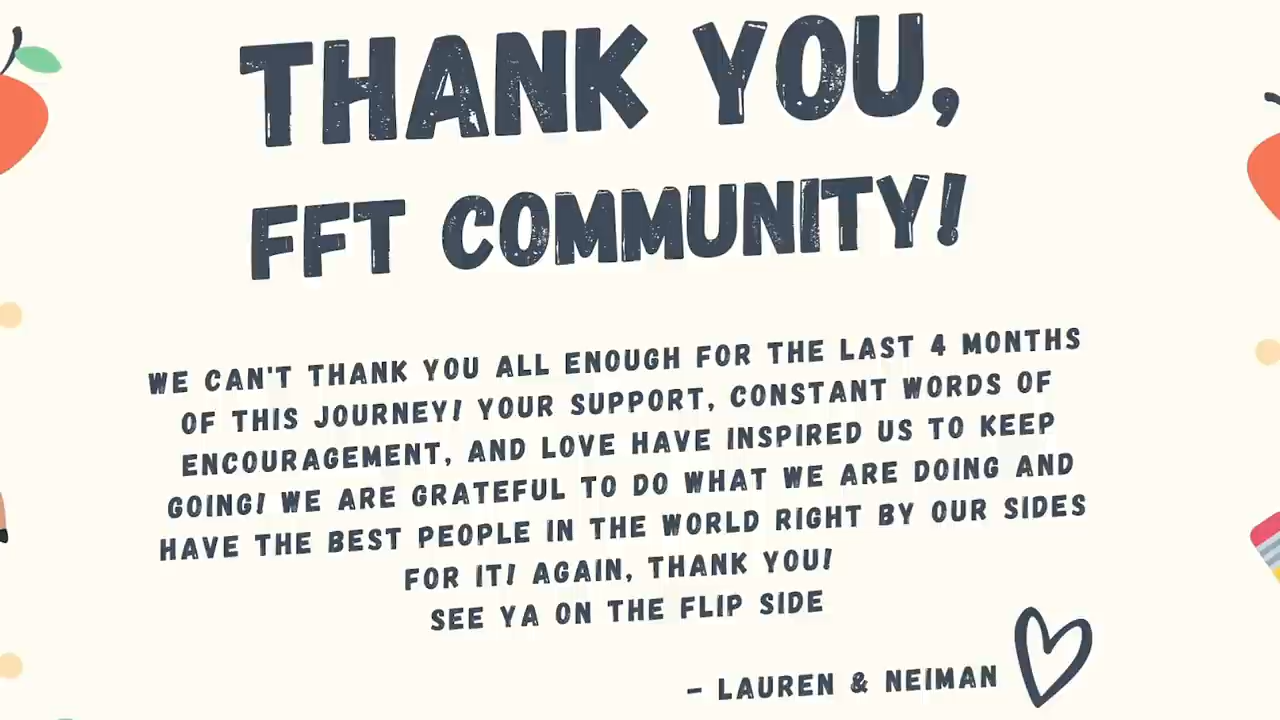 THANK YOU,
FFT COMMUNITY!
WE CAN'T THANK YOU ALL ENOUGH FOR THE LAST 4 MONTHS
OF THIS JOURNEY! YOUR SUPPORT, CONSTANT WORDS OF
ENCOURAGEMENT, AND LOVE HAVE INSPIRED US TO KEEP
GOING! WE ARE GRATEFUL TO DO WHAT WE ARE DOING AND
HAVE THE BEST PEOPLE IN THE WORLD RIGHT BY OUR SIDES
FOR IT! AGAIN, THANK YOU!
SEE YA ON THE FLIP SIDE
- LAUREN & NEIMAN